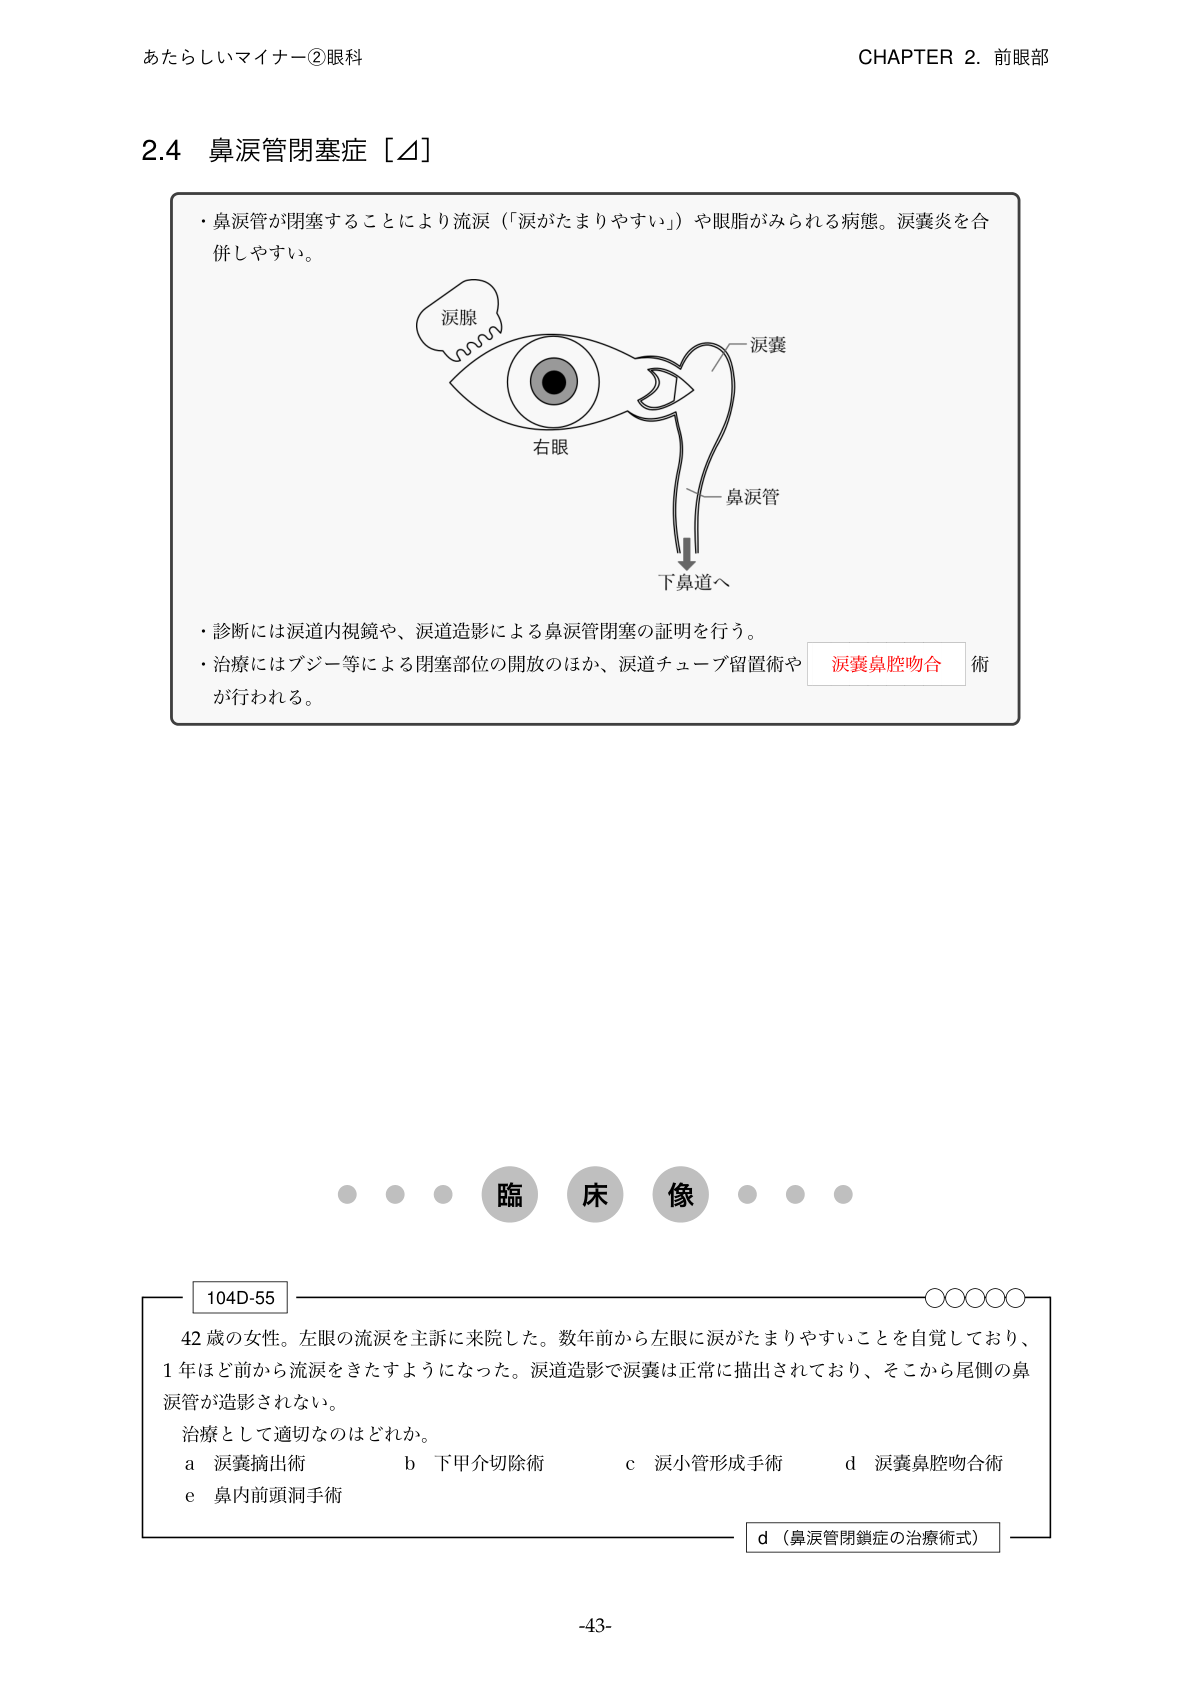 あたらしいマイナー②眼科
CHAPTER 2. 前眼部
2.4 鼻涙管閉塞症［⊿］
・鼻涙管が閉塞することにより流涙（「涙がたまりやすい」）や眼脂がみられる病態。涙嚢炎を合
併しやすい。
涙腺
涙嚢
右眼
鼻涙管
下鼻道へ
・診断には涙道内視鏡や、涙道造影による鼻涙管閉塞の証明を行う。
・治療にはブジー等による閉塞部位の開放のほか、涙道チューブ留置術や 涙嚢鼻腔吻合 術
が行われる。
臨床像
104D-55
42 歳の女性。左眼の流涙を主訴に来院した。数年前から左眼に涙がたまりやすいことを自覚しており、
1 年ほど前から流涙をきたすようになった。涙道造影で涙嚢は正常に描出されており、そこから尾側の鼻
涙管が造影されない。
治療として適切なのはどれか。
a 涙嚢摘出術 b 下甲介切除術 c 涙小管形成手術 d 涙嚢鼻腔吻合術
e 鼻内前頭洞手術
d （鼻涙管閉鎖症の治療術式）
-43-